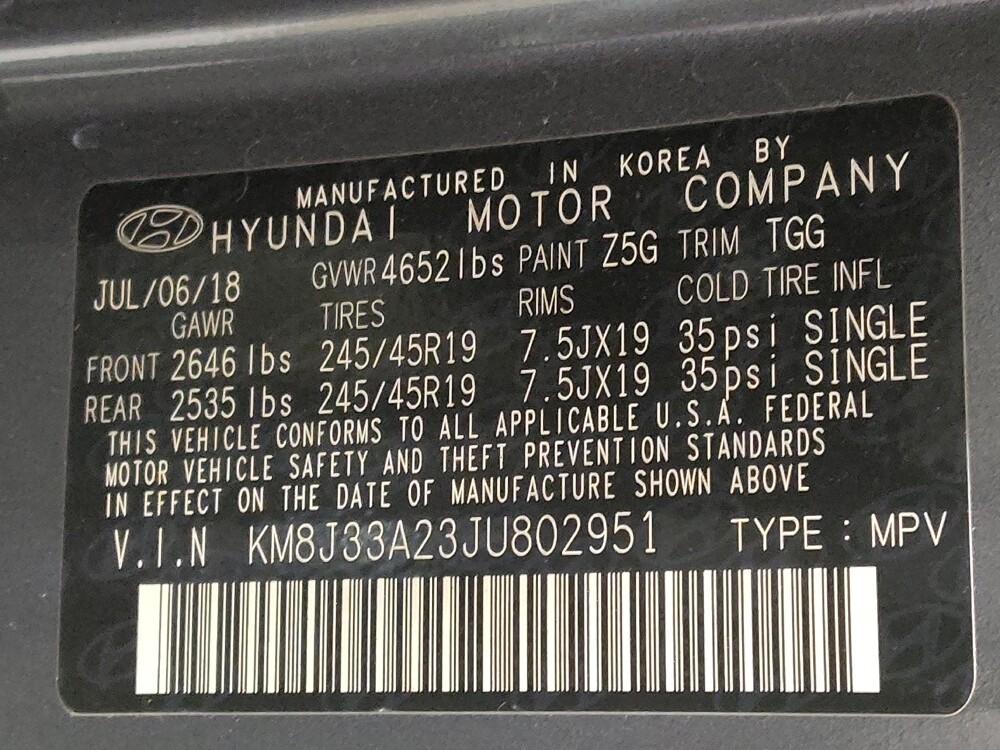 MANUFACTURED IN KOREA BY
HYUNDAI MOTOR COMPANY
JUL/06/18 GVWR 4652 lbs PAINT Z5G TRIM TGG
GAWR TIRES RIMS COLD TIRE INFL
FRONT 2646 lbs 245/45R19 7.5JX19 35psi SINGLE
REAR 2535 lbs 245/45R19 7.5JX19 35psi SINGLE
THIS VEHICLE CONFORMS TO ALL APPLICABLE U.S.A. FEDERAL
MOTOR VEHICLE SAFETY AND THEFT PREVENTION STANDARDS
IN EFFECT ON THE DATE OF MANUFACTURE SHOWN ABOVE
V.I.N KM8J33A23JU802951 TYPE : MPV